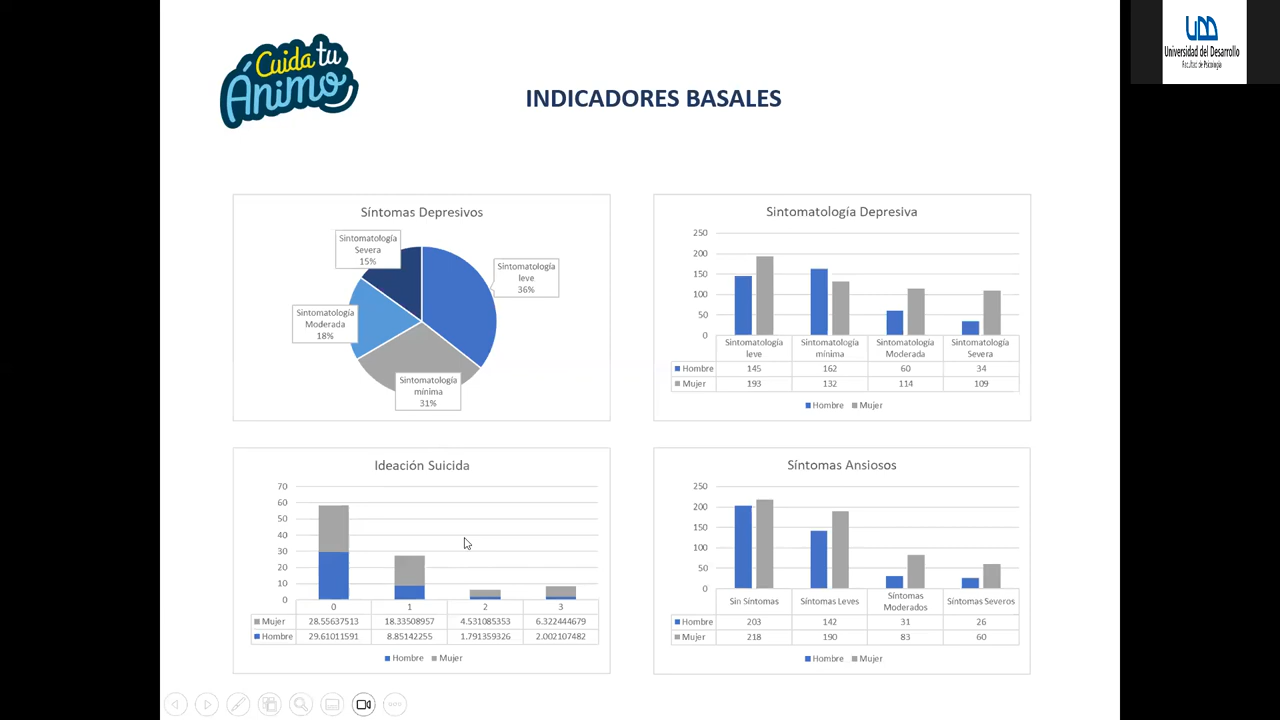 Cuida tu
Ánimo
INDICADORES BASALES
Universidad del Desarrollo
Facultad de Psicología
Síntomas Depresivos
Sintomatología
Severa
15%
Sintomatología
leve
36%
Sintomatología
Moderada
18%
Sintomatología
mínima
31%
Sintomatología Depresiva
250
200
150
100
50
0
Sintomatología
leve
Sintomatología
mínima
Sintomatología
Moderada
Sintomatología
Severa
Hombre 145 162 60 34
Mujer 193 132 114 109
Hombre Mujer
Ideación Suicida
70
60
50
40
30
20
10
0
0 1 2 3
Mujer 28.55637513 18.33508957 4.531085353 6.322444679
Hombre 29.61011591 8.85142255 1.791359326 2.002107482
Hombre Mujer
Síntomas Ansiosos
250
200
150
100
50
0
Sin Síntomas
Síntomas Leves
Síntomas
Moderados
Síntomas Severos
Hombre 203 142 31 26
Mujer 218 190 83 60
Hombre Mujer